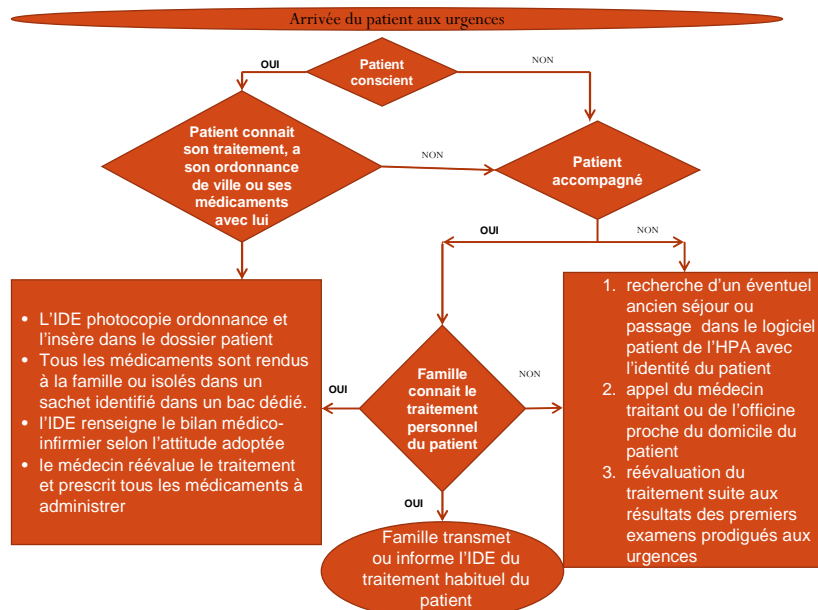 Arrivée du patient aux urgences
OUI
Patient
conscient
NON
Patient connait
son traitement, a
son ordonnance
de ville ou ses
médicaments
avec lui
NON
Patient
accompagné
OUI
NON
• L'IDE photocopie ordonnance et
l'insère dans le dossier patient
• Tous les médicaments sont rendus
à la famille ou isolés dans un
sachet identifié dans un bac dédié.
• l'IDE renseigne le bilan médico-
infirmier selon l'attitude adoptée
• le médecin réévalue le traitement
et prescrit tous les médicaments à
administrer
OUI
Famille
connait le
traitement
personnel
du patient
NON
1. recherche d'un éventuel
ancien séjour ou
passage dans le logiciel
patient de l'HPA avec
l'identité du patient
2. appel du médecin
traitant ou de l'officine
proche du domicile du
patient
3. réévaluation du
traitement suite aux
résultats des premiers
examens prodigués aux
urgences
OUI
Famille transmet
ou informe l'IDE du
traitement habituel du
patient